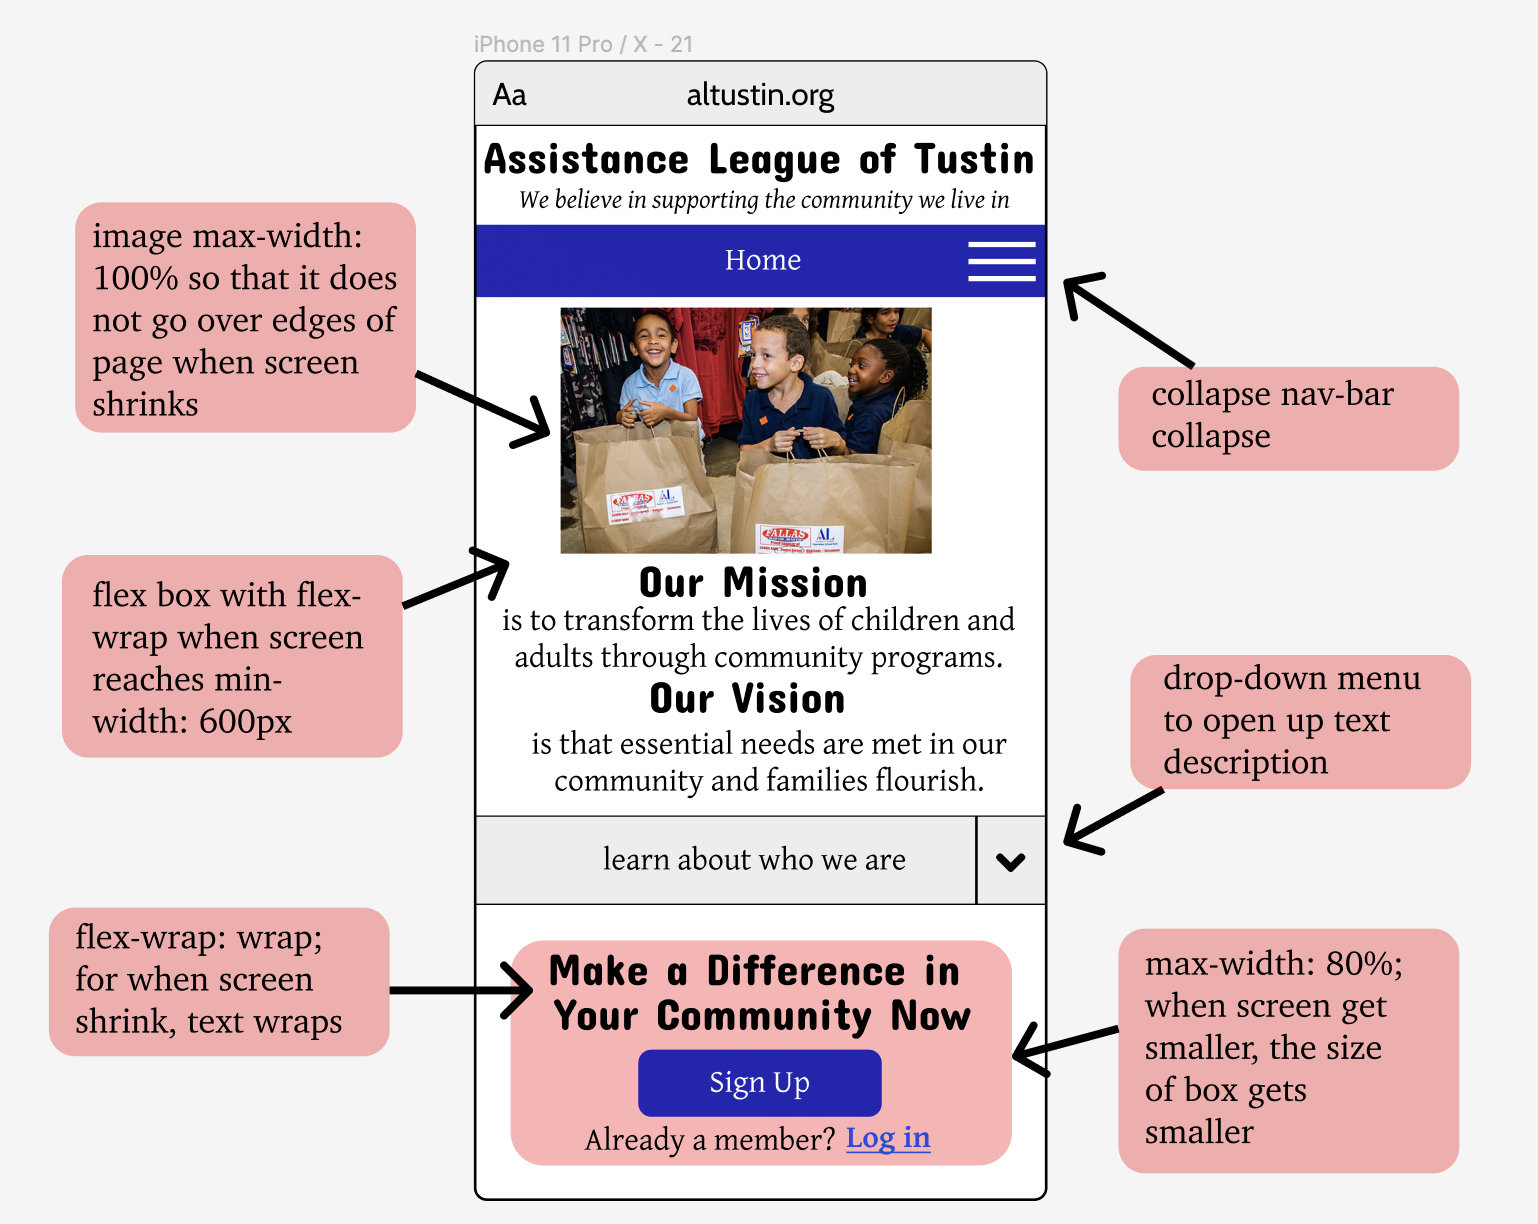 iPhone 11 Pro / X - 21
Aa
altustin.org
Assistance League of Tustin
We believe in supporting the community we live in
Home
image max-width:
100% so that it does
not go over edges of
page when screen
shrinks
collapse nav-bar
collapse
FALLAS
AL
FALLAS
AL
flex box with flex-
wrap when screen
reaches min-
width: 600px
Our Mission
is to transform the lives of children and
adults through community programs.
Our Vision
is that essential needs are met in our
community and families flourish.
drop-down menu
to open up text
description
learn about who we are
flex-wrap: wrap;
for when screen
shrink, text wraps
Make a Difference in
Your Community Now
Sign Up
Already a member? Log in
max-width: 80%;
when screen get
smaller, the size
of box gets
smaller